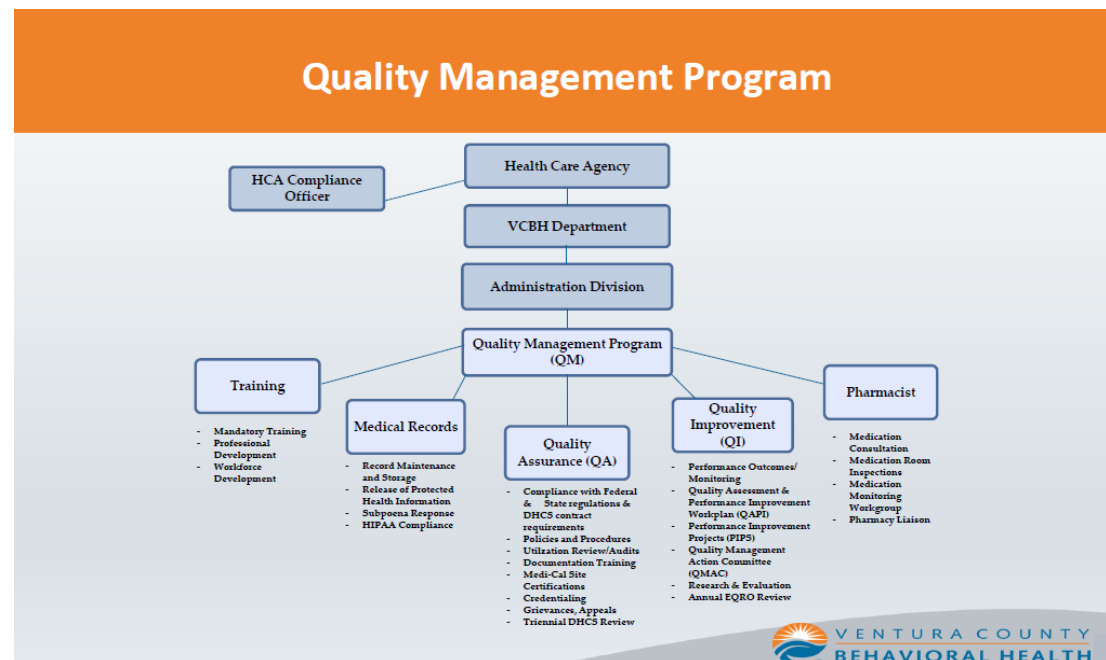 Quality Management Program
Health Care Agency
HCA Compliance
Officer
VCBH Department
Administration Division
Quality Management Program
(QM)
Training
- Mandatory Training
- Professional
Development
- Workforce
Development
Medical Records
- Record Maintenance
and Storage
- Release of Protected
Health Information
- Subpoena Response
- HIPAA Compliance
Quality
Assurance (QA)
- Compliance with Federal
& State regulations &
DHCS contract
requirements
- Policies and Procedures
- Utilzation Review/Audits
- Documentation Training
- Medi-Cal Site
Certifications
- Credentialing
- Grievances, Appeals
- Triennial DHCS Review
Quality
Improvement
(QI)
- Performance Outcomes/
Monitoring
- Quality Assessment &
Performance Improvement
Workplan (QAPI)
- Performance Improvement
Projects (PIPS)
- Quality Management
Action Committee
(QMAC)
- Research & Evaluation
- Annual EQRO Review
Pharmacist
- Medication
Consultation
- Medication Room
Inspections
- Medication
Monitoring
Workgroup
- Pharmacy Liaison
VENTURA COUNTY
BEHAVIORAL HEALTH